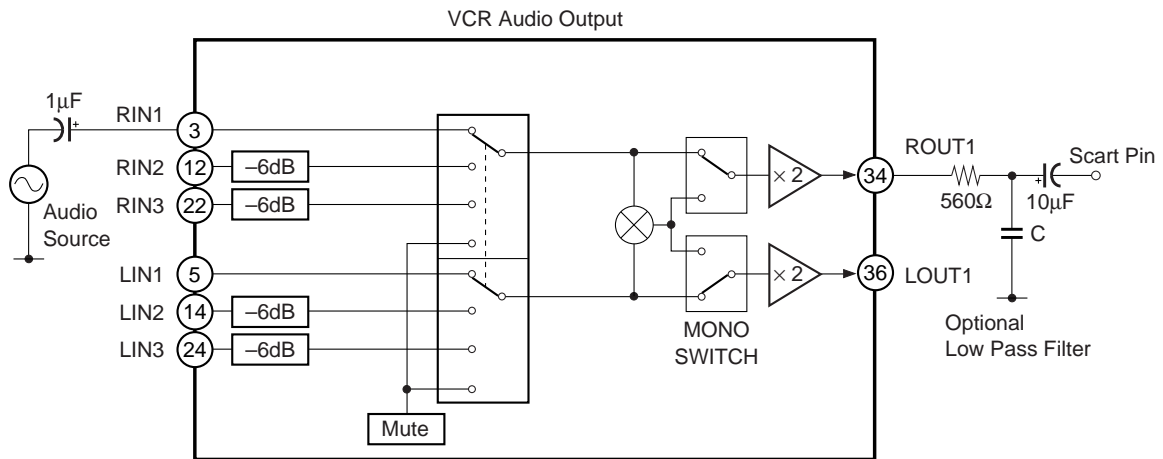 VCR Audio Output
1μF
+
RIN1
3
RIN2
12
–6dB
RIN3
22
–6dB
Audio
Source
LIN1
5
LIN2
14
–6dB
LIN3
24
–6dB
Mute
× 2
× 2
MONO
SWITCH
34
ROUT1
36
LOUT1
560Ω
+
10μF
Scart Pin
C
Optional
Low Pass Filter